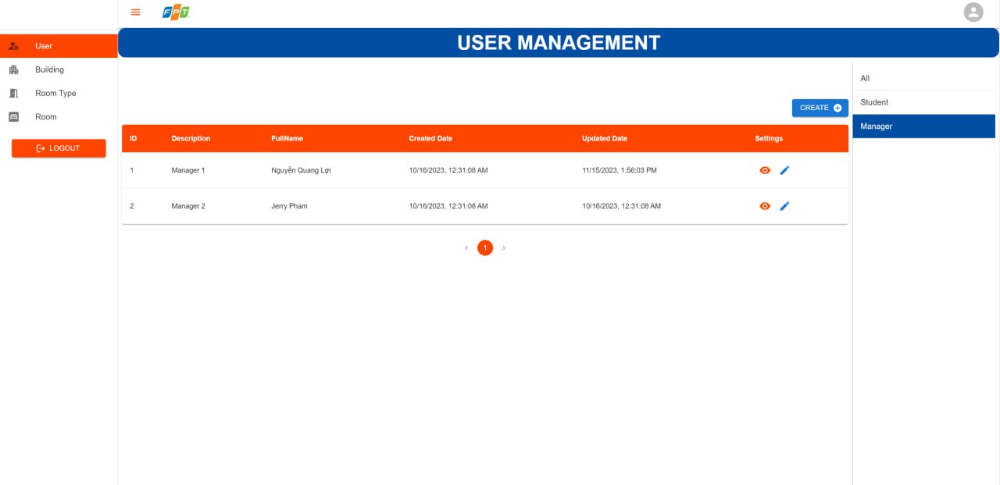 FPT
USER MANAGEMENT
User
Building
Room Type
Room
LOGOUT
CREATE
ID Description FullName Created Date Updated Date Settings
1 Manager 1 Nguyễn Quang Lợi 10/16/2023, 12:31:08 AM 11/15/2023, 1:56:03 PM
2 Manager 2 Jerry Pham 10/16/2023, 12:31:08 AM 10/16/2023, 12:31:08 AM
‹ 1 ›
All
Student
Manager